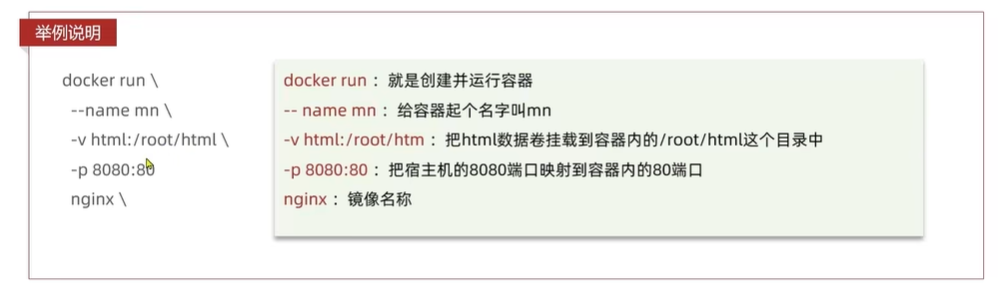 举例说明
docker run \
--name mn \
-v html:/root/html \
-p 8080:80
nginx \
docker run ：就是创建并运行容器
-- name mn ：给容器起个名字叫mn
-v html:/root/htm ：把html数据卷挂载到容器内的/root/html这个目录中
-p 8080:80 ：把宿主机的8080端口映射到容器内的80端口
nginx ：镜像名称